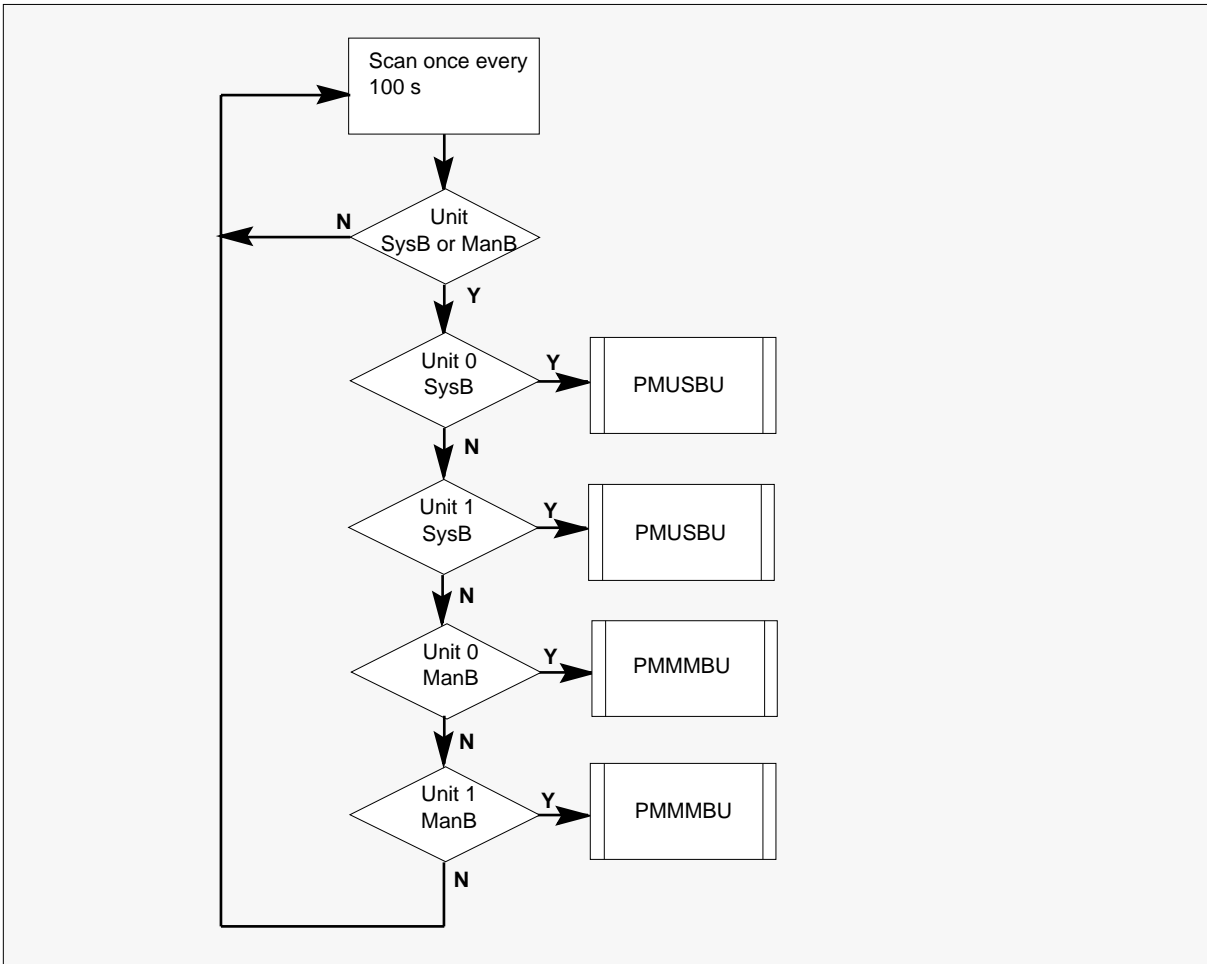 Scan once every
100 s
N
Unit
SysB or ManB
Y
Unit 0
SysB
Y
PMUSBU
N
Unit 1
SysB
Y
PMUSBU
N
Unit 0
ManB
Y
PMMMBU
N
Unit 1
ManB
Y
PMMMBU
N